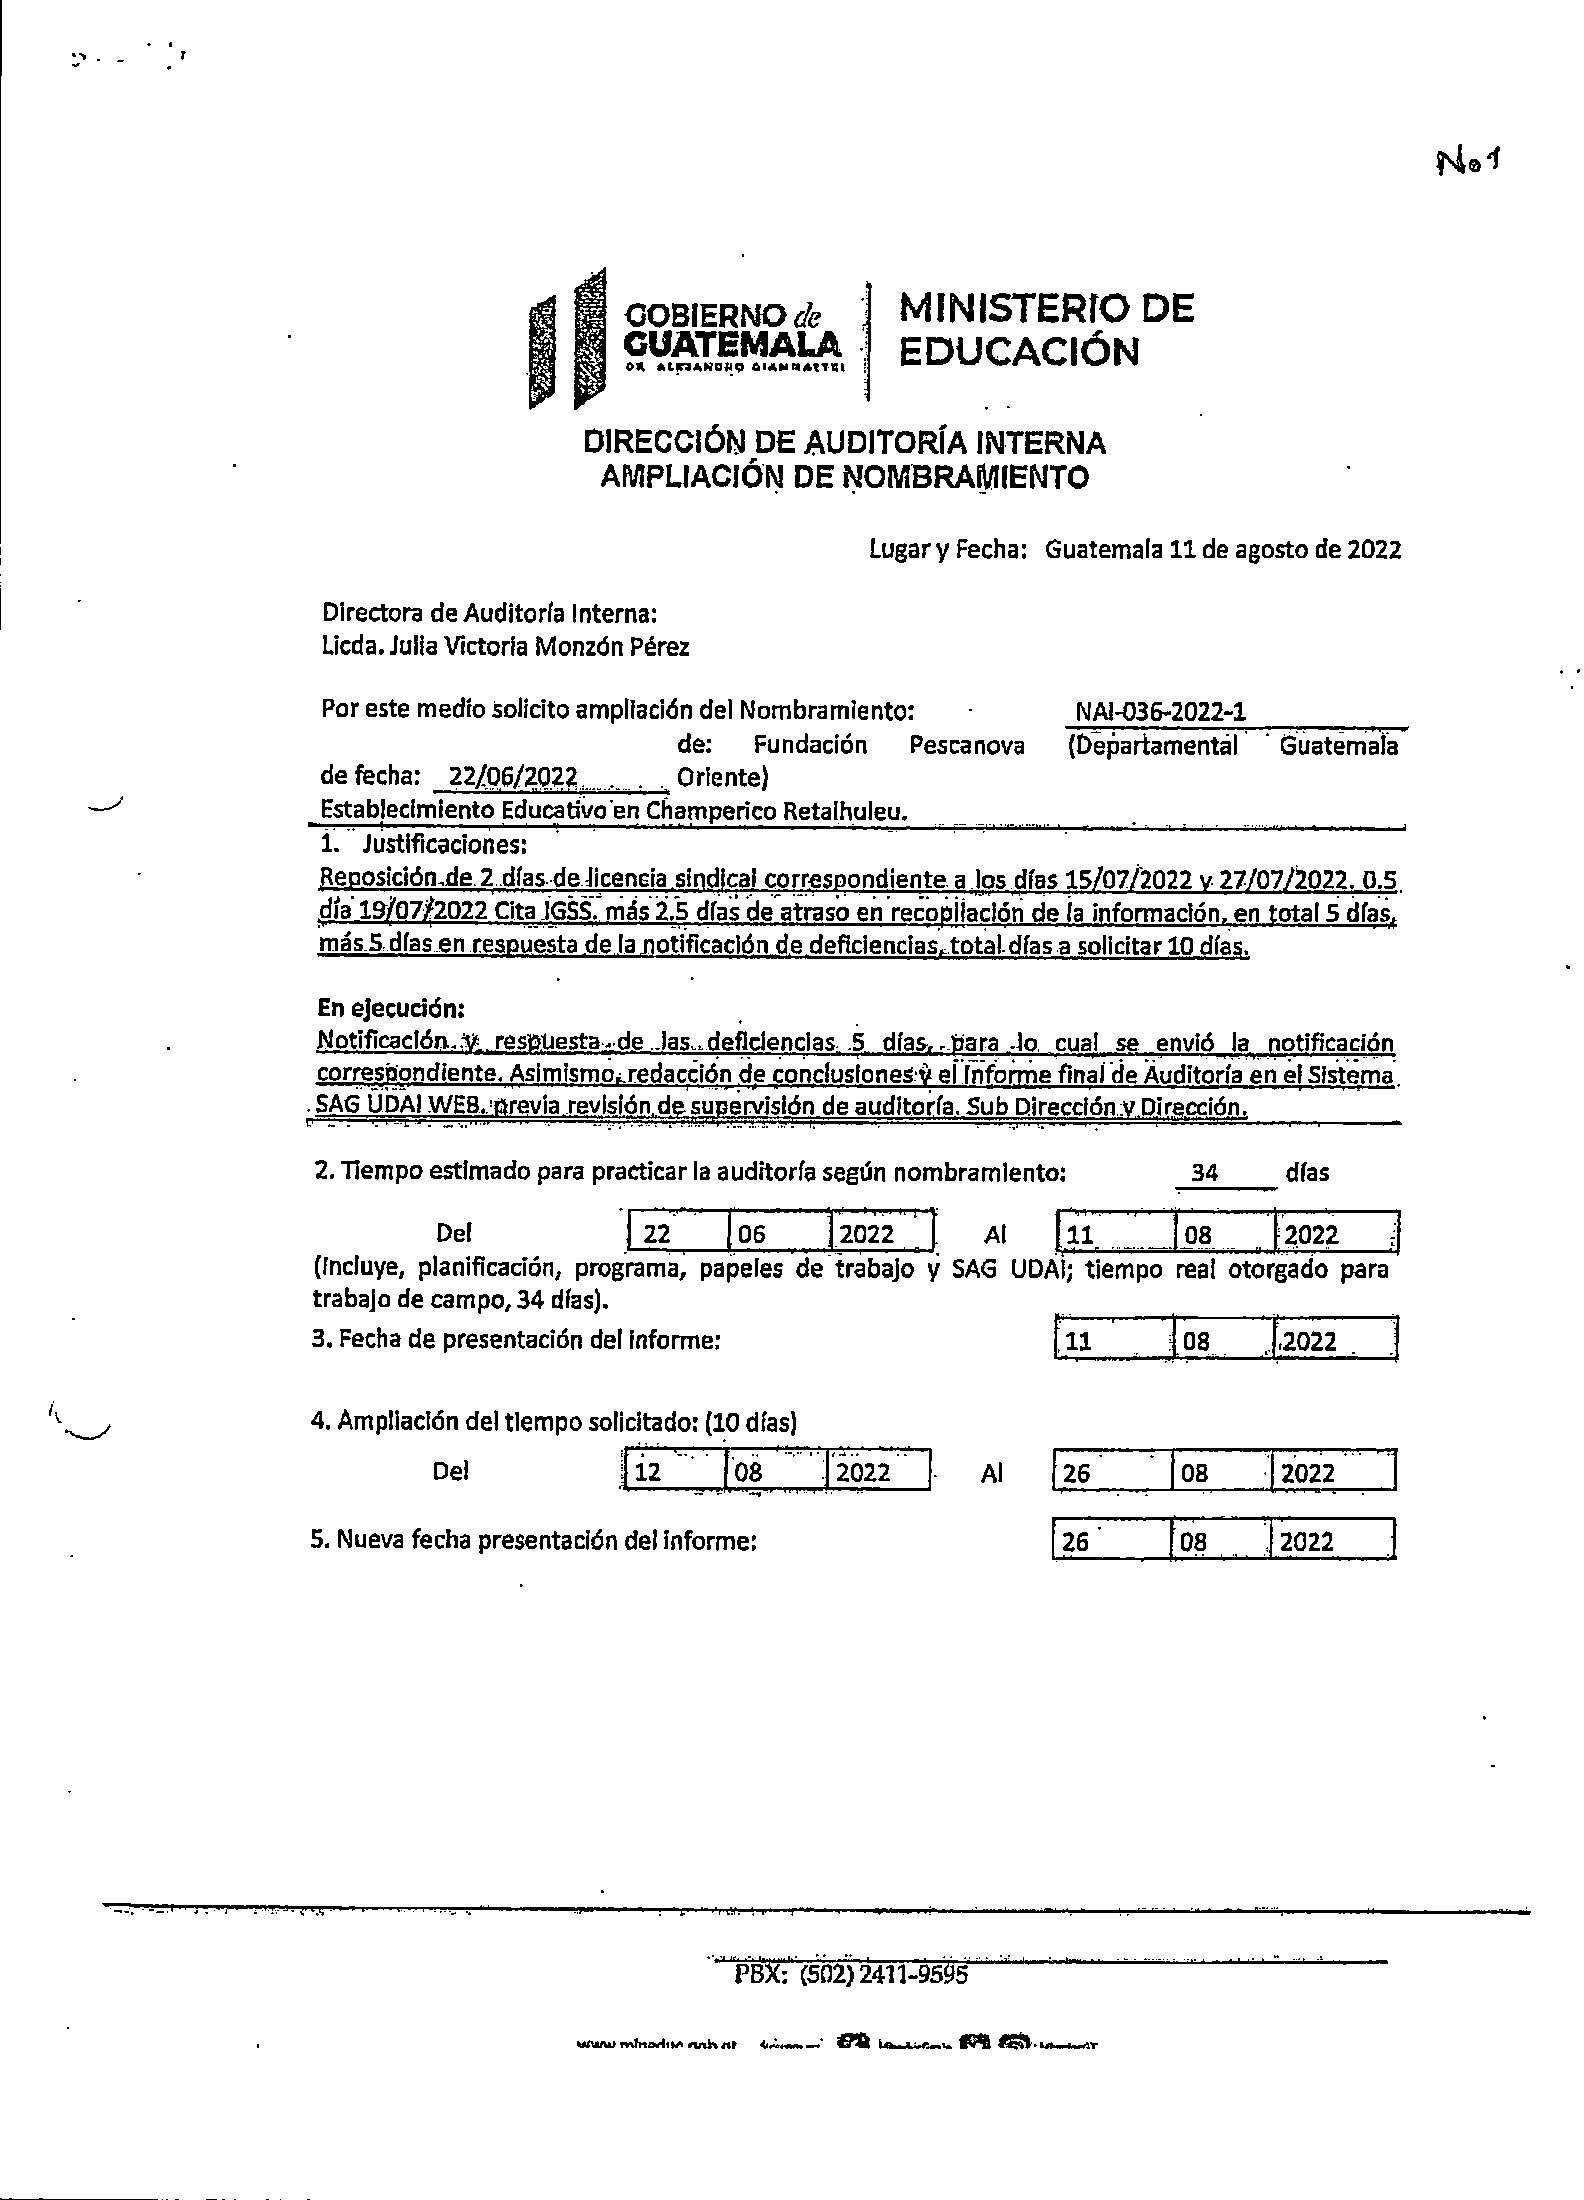 No 1
GOBIERNO de
GUATEMALA
DR. ALEJANDRO GIAMMATTEI
MINISTERIO DE
EDUCACIÓN
DIRECCIÓN DE AUDITORÍA INTERNA
AMPLIACIÓN DE NOMBRAMIENTO
Lugar y Fecha: Guatemala 11 de agosto de 2022
Directora de Auditoría Interna:
Licda. Julia Victoria Monzón Pérez
Por este medio solicito ampliación del Nombramiento: NAI-036-2022-1
de: Fundación Pescanova (Departamental Guatemala
de fecha: 22/06/2022 Oriente)
Establecimiento Educativo en Champerico Retalhuleu.
1. Justificaciones:
Reposición de 2 días de licencia sindical correspondiente a los días 15/07/2022 y 27/07/2022. 0.5
día 19/07/2022 Cita IGSS. más 2.5 días de atraso en recopilación de la información, en total 5 días,
más 5 días en respuesta de la notificación de deficiencias, total días a solicitar 10 días.
En ejecución:
Notificación y respuesta de las deficiencias 5 días, para lo cual se envió la notificación
correspondiente. Asimismo, redacción de conclusiones y el Informe final de Auditoría en el Sistema
SAG UDAI WEB. previa revisión de supervisión de auditoría. Sub Dirección y Dirección.
2. Tiempo estimado para practicar la auditoría según nombramiento: 34 días
Del 22 06 2022 Al 11 08 2022
(Incluye, planificación, programa, papeles de trabajo y SAG UDAI; tiempo real otorgado para
trabajo de campo, 34 días).
3. Fecha de presentación del informe: 11 08 2022
4. Ampliación del tiempo solicitado: (10 días)
Del 12 08 2022 Al 26 08 2022
5. Nueva fecha presentación del informe: 26 08 2022
PBX: (502) 2411-9595